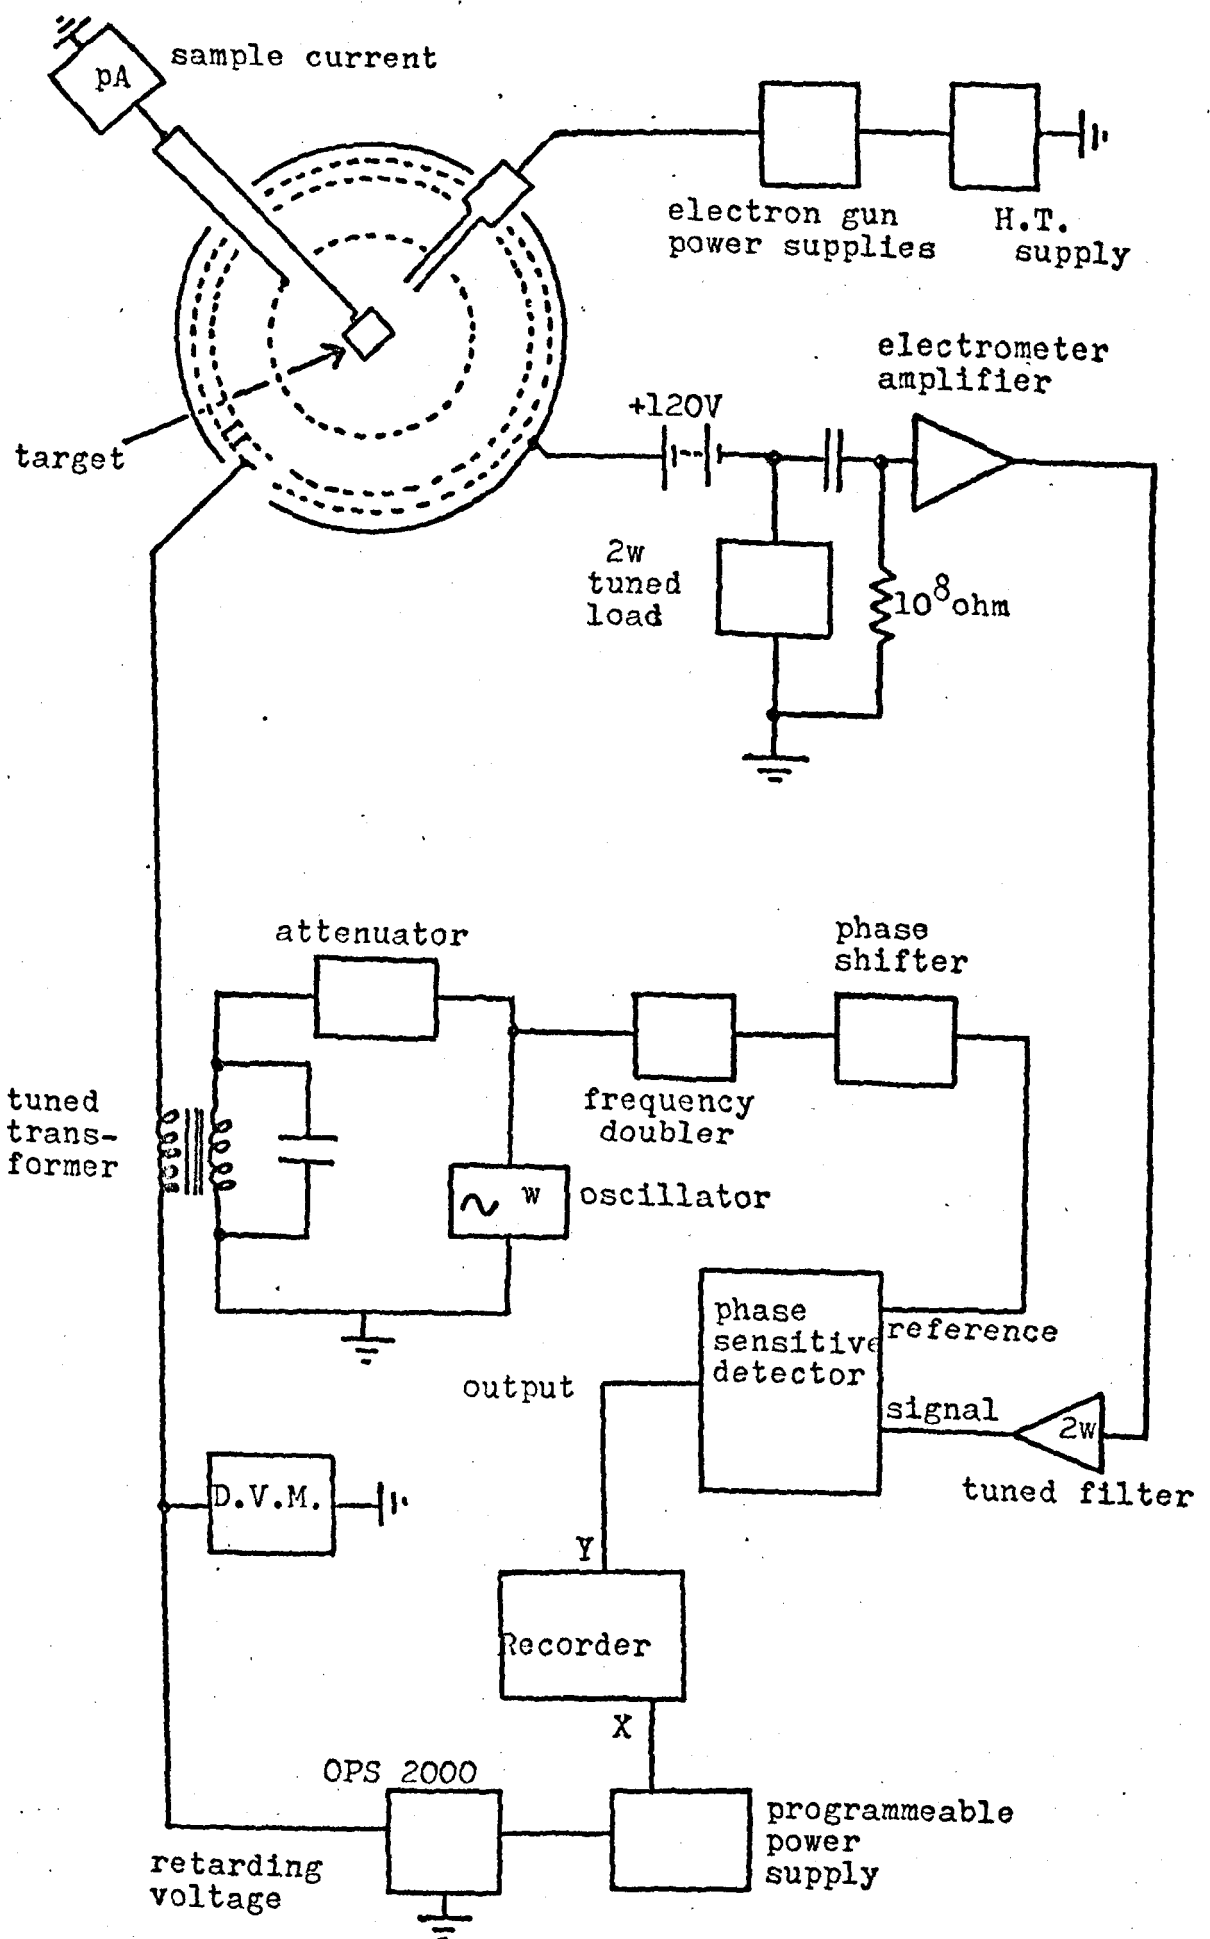 pA
sample current
electron gun
power supplies
H.T.
supply
electrometer
amplifier
+120V
target
2w
tuned
load
10⁸ohm
attenuator
phase
shifter
tuned
trans-
former
frequency
doubler
w
oscillator
phase
sensitive
detector
reference
output
signal
2w
tuned filter
D.V.M.
Y
Recorder
X
OPS 2000
programmeable
power
supply
retarding
voltage